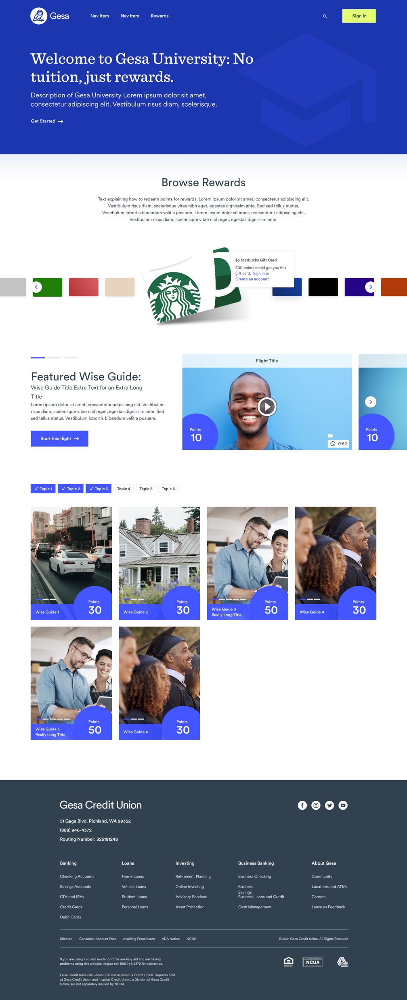 Gesa
Nav Item
Nav Item
Rewards
Sign in
Welcome to Gesa University: No
tuition, just rewards.
Description of Gesa University Lorem ipsum dolor sit amet,
consectetur adipiscing elit. Vestibulum risus diam, scelerisque.
Get Started
Browse Rewards
Text explaining how to redeem points for rewards. Lorem ipsum dolor sit amet, consectetur adipiscing elit.
Vestibulum risus diam, scelerisque vitae nibh eget, egestas dignissim ante. Sed sed tellus metus.
Vestibulum lobortis bibendum velit a posuere. Lorem ipsum dolor sit amet, consectetur adipiscing elit.
Vestibulum risus diam, scelerisque vitae nibh eget, egestas dignissim ante.
$5 Starbucks Gift Card
500 points could get you this
gift card. Sign in or
Create an account
Featured Wise Guide:
Wise Guide Title Extra Text for an Extra Long
Title
Lorem ipsum dolor sit amet, consectetur adipiscing elit. Vestibulum
risus diam, scelerisque vitae nibh eget, egestas dignissim ante. Sed
sed tellus metus. Vestibulum lobortis bibendum velit a posuere.
Start this flight
Flight Title
Points
10
0:52
Points
10
Topic 1
Topic 2
Topic 3
Topic 4
Topic 5
Topic 6
Wise Guide 1
Points
30
Wise Guide 2
Points
30
Wise Guide 3
Really Long Title
Points
50
Wise Guide 4
Points
30
Wise Guide 3
Really Long Title
Points
50
Wise Guide 4
Points
30
Gesa Credit Union
51 Gage Blvd. Richland, WA 99352
(888) 946-4372
Routing Number: 325181248
Banking
Checking Accounts
Savings Accounts
CDs and IRAs
Credit Cards
Debit Cards
Loans
Home Loans
Vehicle Loans
Student Loans
Personal Loans
Investing
Retirement Planning
Online Investing
Advisory Services
Asset Protection
Business Banking
Business Checking
Business
Savings
Business Loans and Credit
Cash Management
About Gesa
Community
Locations and ATMs
Careers
Leave us Feedback
Sitemap
Consumer Account Fees
Avoiding Foreclosure
ADA Notice
NCUA
© 2021 Gesa Credit Union. All Rights Reserved
If you are using a screen reader or other auxiliary aid and are having
problems using this website, please call 888.946.4372 for assistance.
NCUA
CO-OP
Gesa Credit Union also does business as Inspirus Credit Union. Deposits held
at Gesa Credit Union and Inspirus Credit Union, a Division of Gesa Credit
Union, are not separately insured by NCUA.